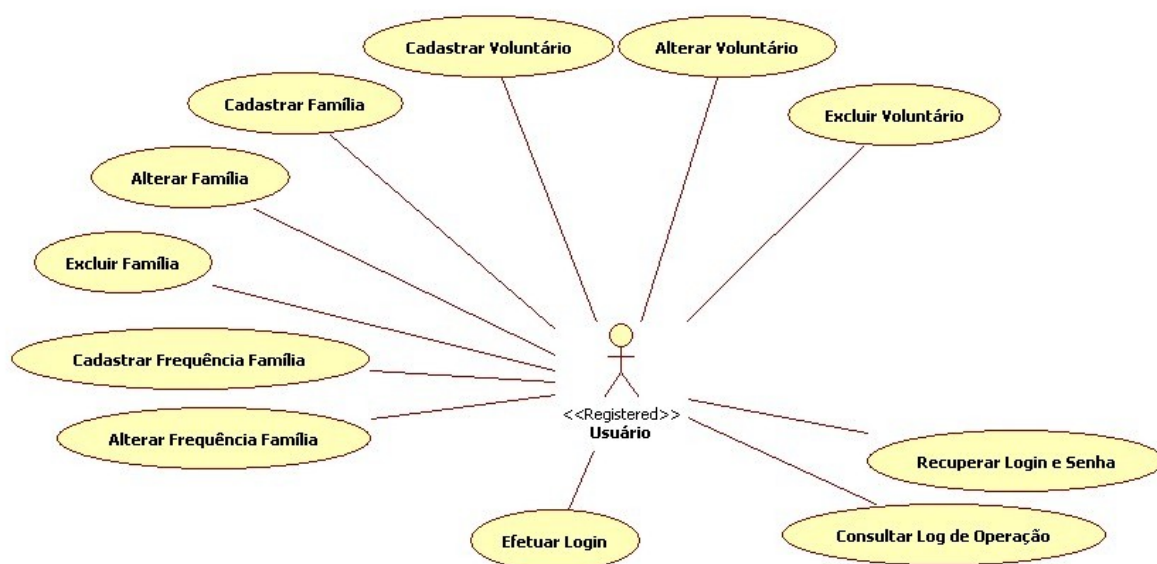 Cadastrar Voluntário
Alterar Voluntário
Cadastrar Família
Excluir Voluntário
Alterar Família
Excluir Família
Cadastrar Frequência Família
Alterar Frequência Família
<<Registered>>
Usuário
Recuperar Login e Senha
Efetuar Login
Consultar Log de Operação